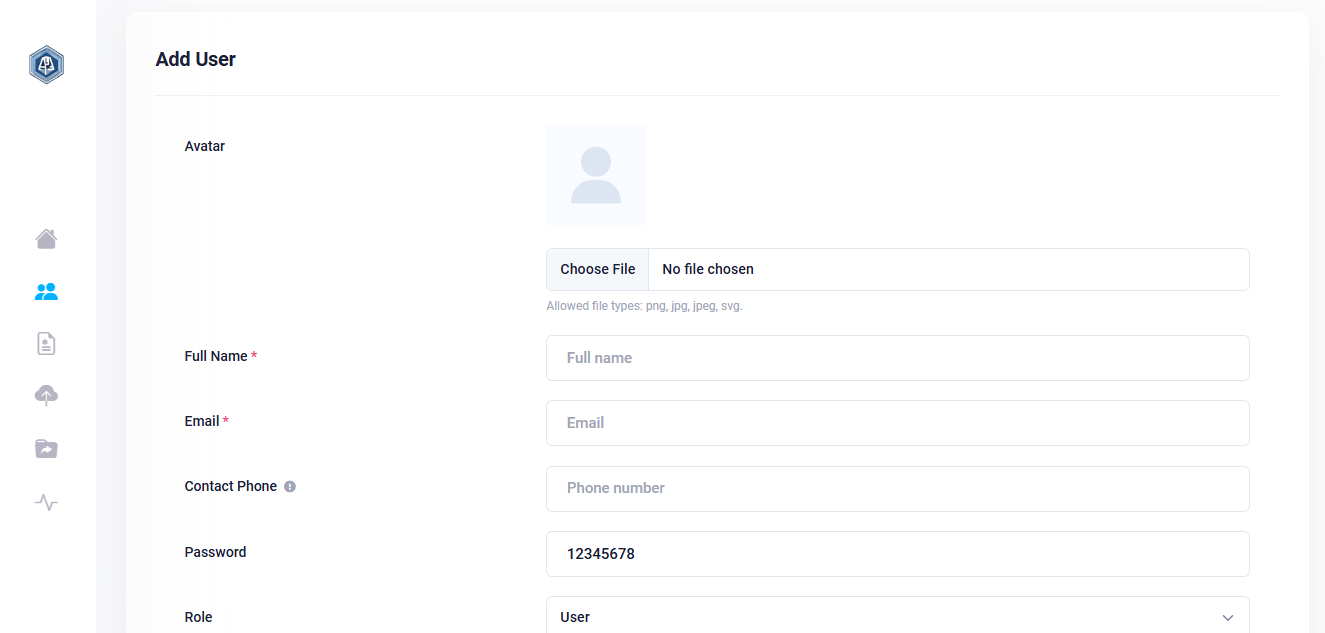 Add User
Avatar
Choose File No file chosen
Allowed file types: png, jpg, jpeg, svg.
Full Name * Full name
Email * Email
Contact Phone Phone number
Password 12345678
Role User